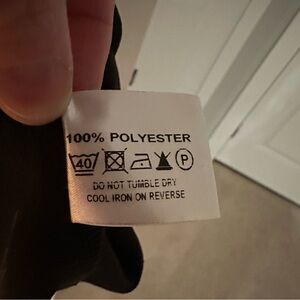 100% POLYESTER
40 P
DO NOT TUMBLE DRY
COOL IRON ON REVERSE